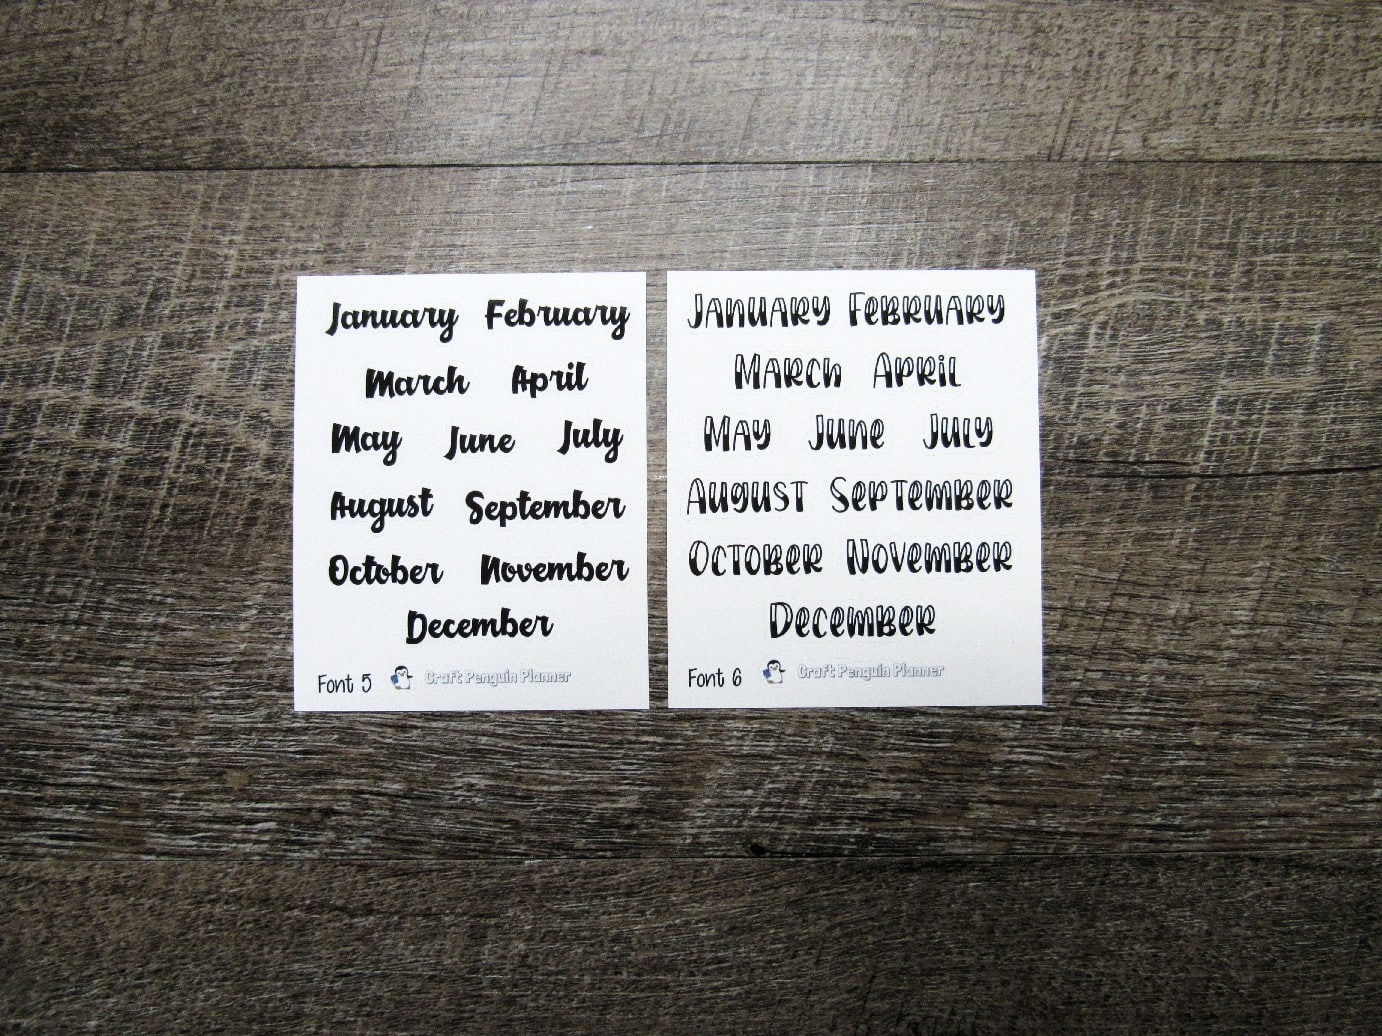 January February
March April
May June July
August September
October November
December
Font 5 Craft Penguin Planner
January February
March April
May June July
August September
October November
December
Font 6 Craft Penguin Planner